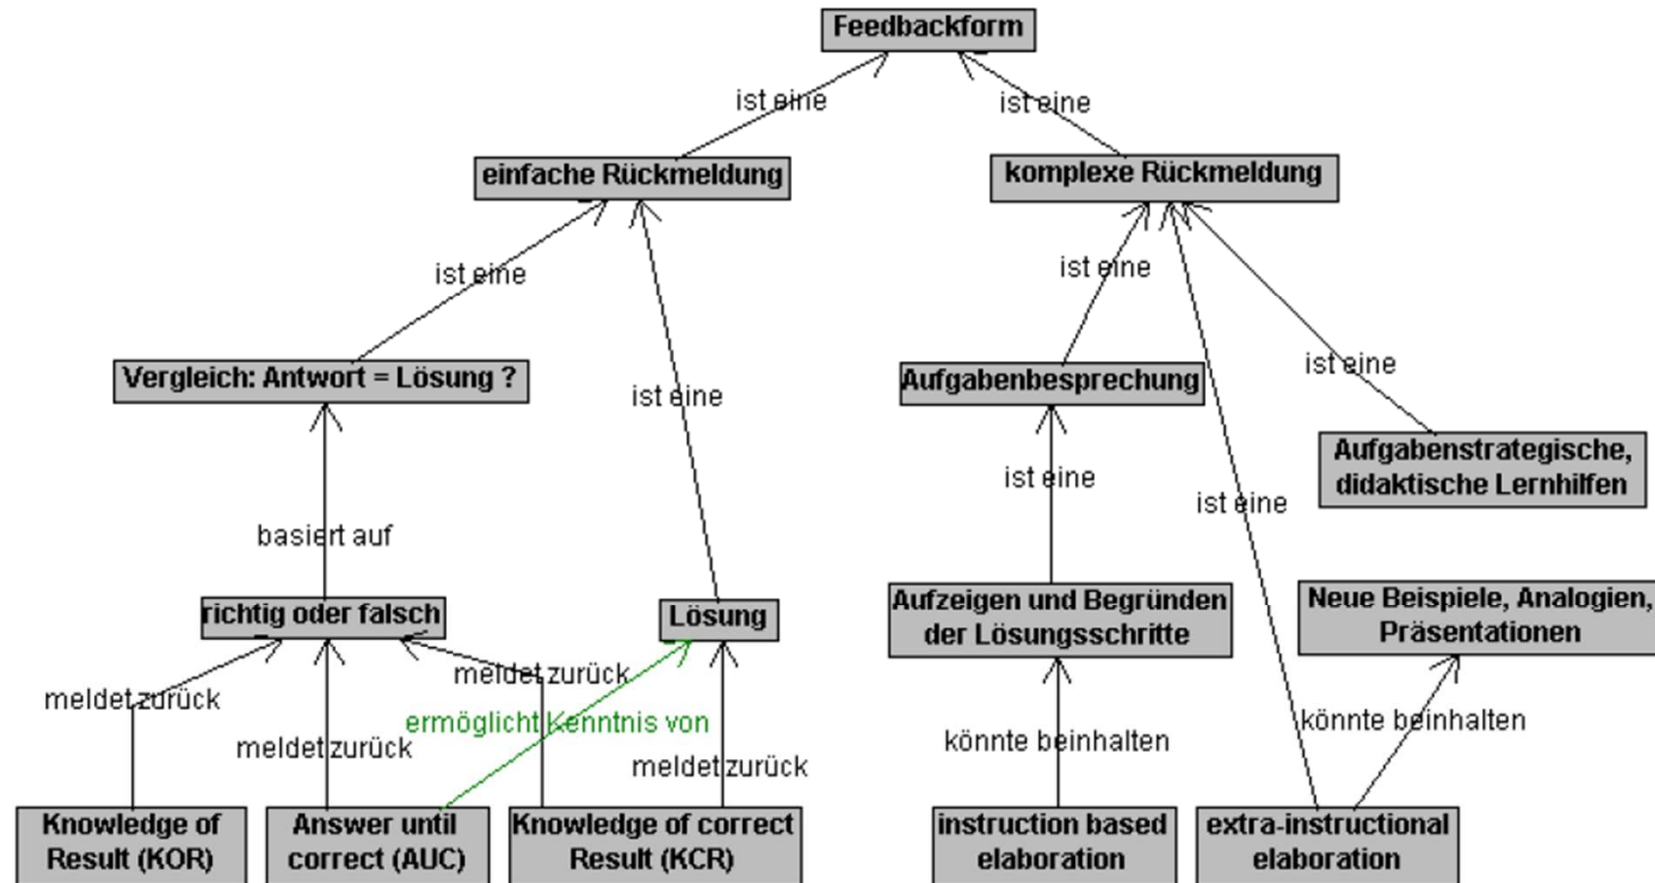 Feedbackform
ist eine
ist eine
einfache Rückmeldung
komplexe Rückmeldung
ist eine
ist eine
ist eine
ist eine
Vergleich: Antwort = Lösung ?
Aufgabenbesprechung
Aufgabenstrategische,
didaktische Lernhilfen
ist eine
ist eine
basiert auf
richtig oder falsch
Lösung
Aufzeigen und Begründen
der Lösungsschritte
Neue Beispiele, Analogien,
Präsentationen
meldet zurück
meldet zurück
ermöglicht Kenntnis von
meldet zurück
meldet zurück
könnte beinhalten
könnte beinhalten
Knowledge of
Result (KOR)
Answer until
correct (AUC)
Knowledge of correct
Result (KCR)
instruction based
elaboration
extra-instructional
elaboration